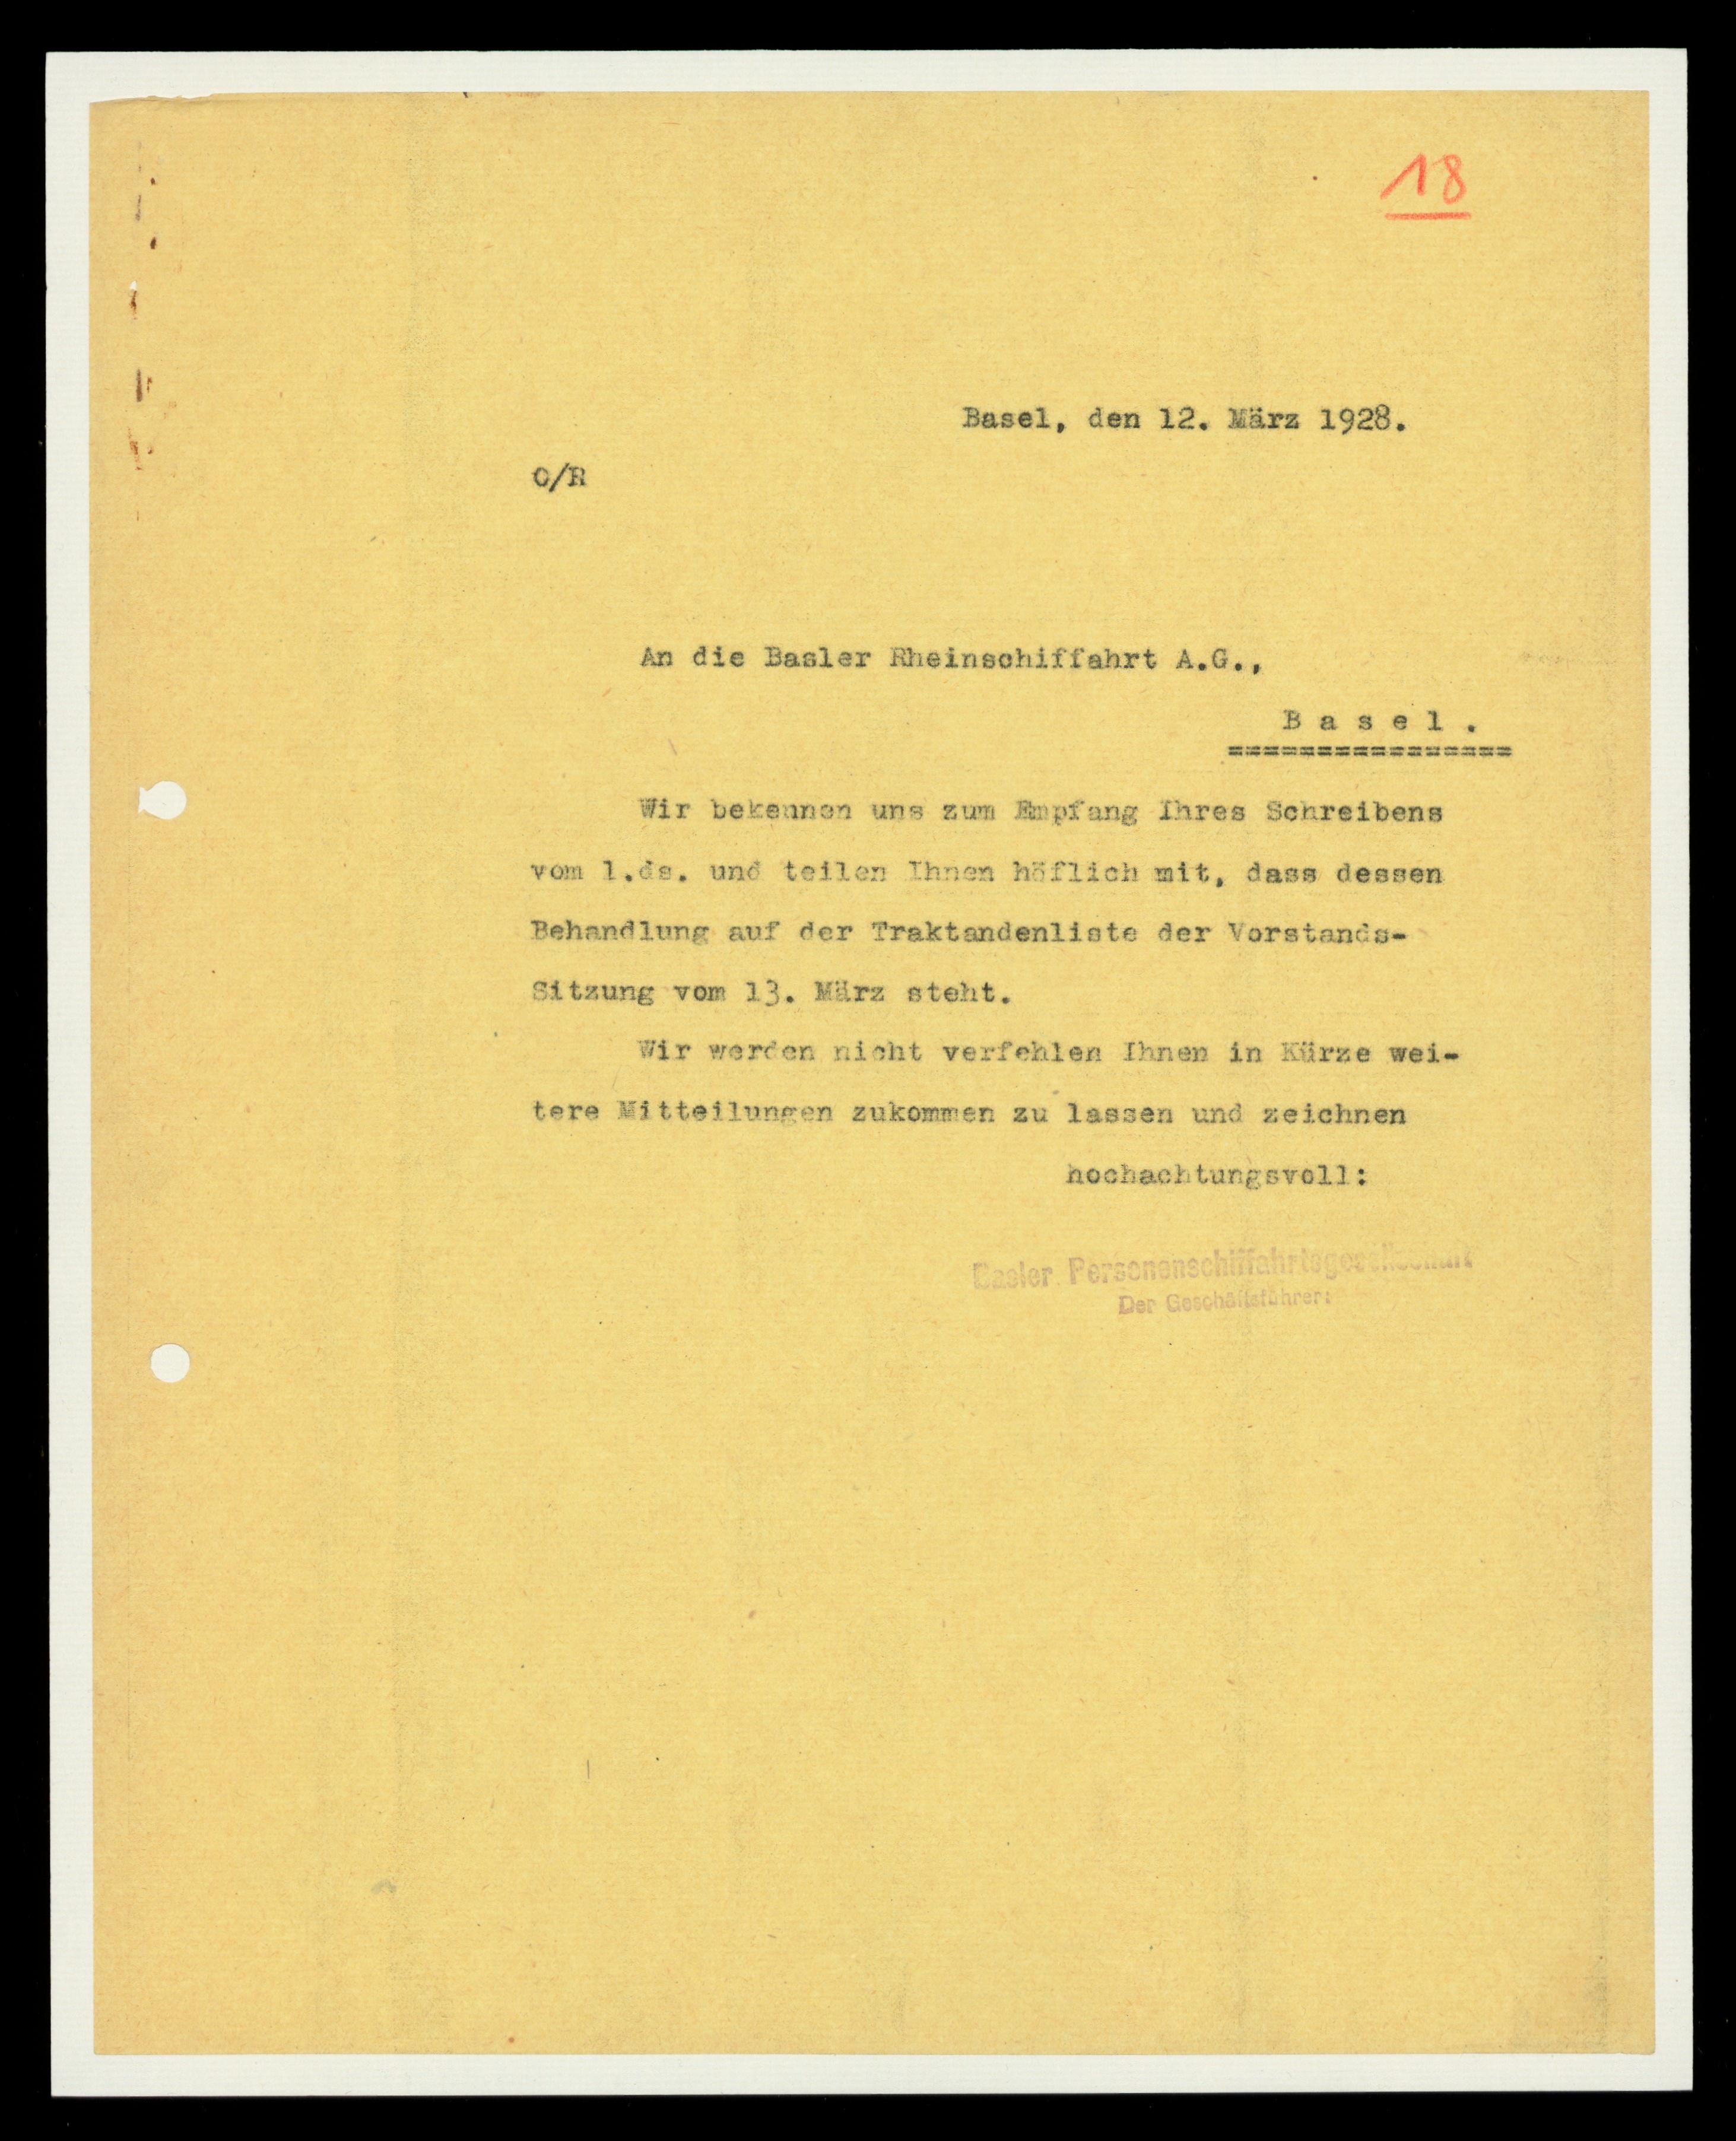 18
Basel, den 12. März 1928.
O/R
An die Basler Rheinschiffahrt A.G.,
B a s e l .
================
Wir bekennen uns zum Empfang Ihres Schreibens
vom 1.ds. und teilen Ihnen höflich mit, dass dessen
Behandlung auf der Traktandenliste der Vorstands-
Sitzung vom 13. März steht.
Wir werden nicht verfehlen Ihnen in Kürze wei-
tere Mitteilungen zukommen zu lassen und zeichnen
hochachtungsvoll:
Basler Personenschiffahrtsgesellschaft
Der Geschäftsführer: